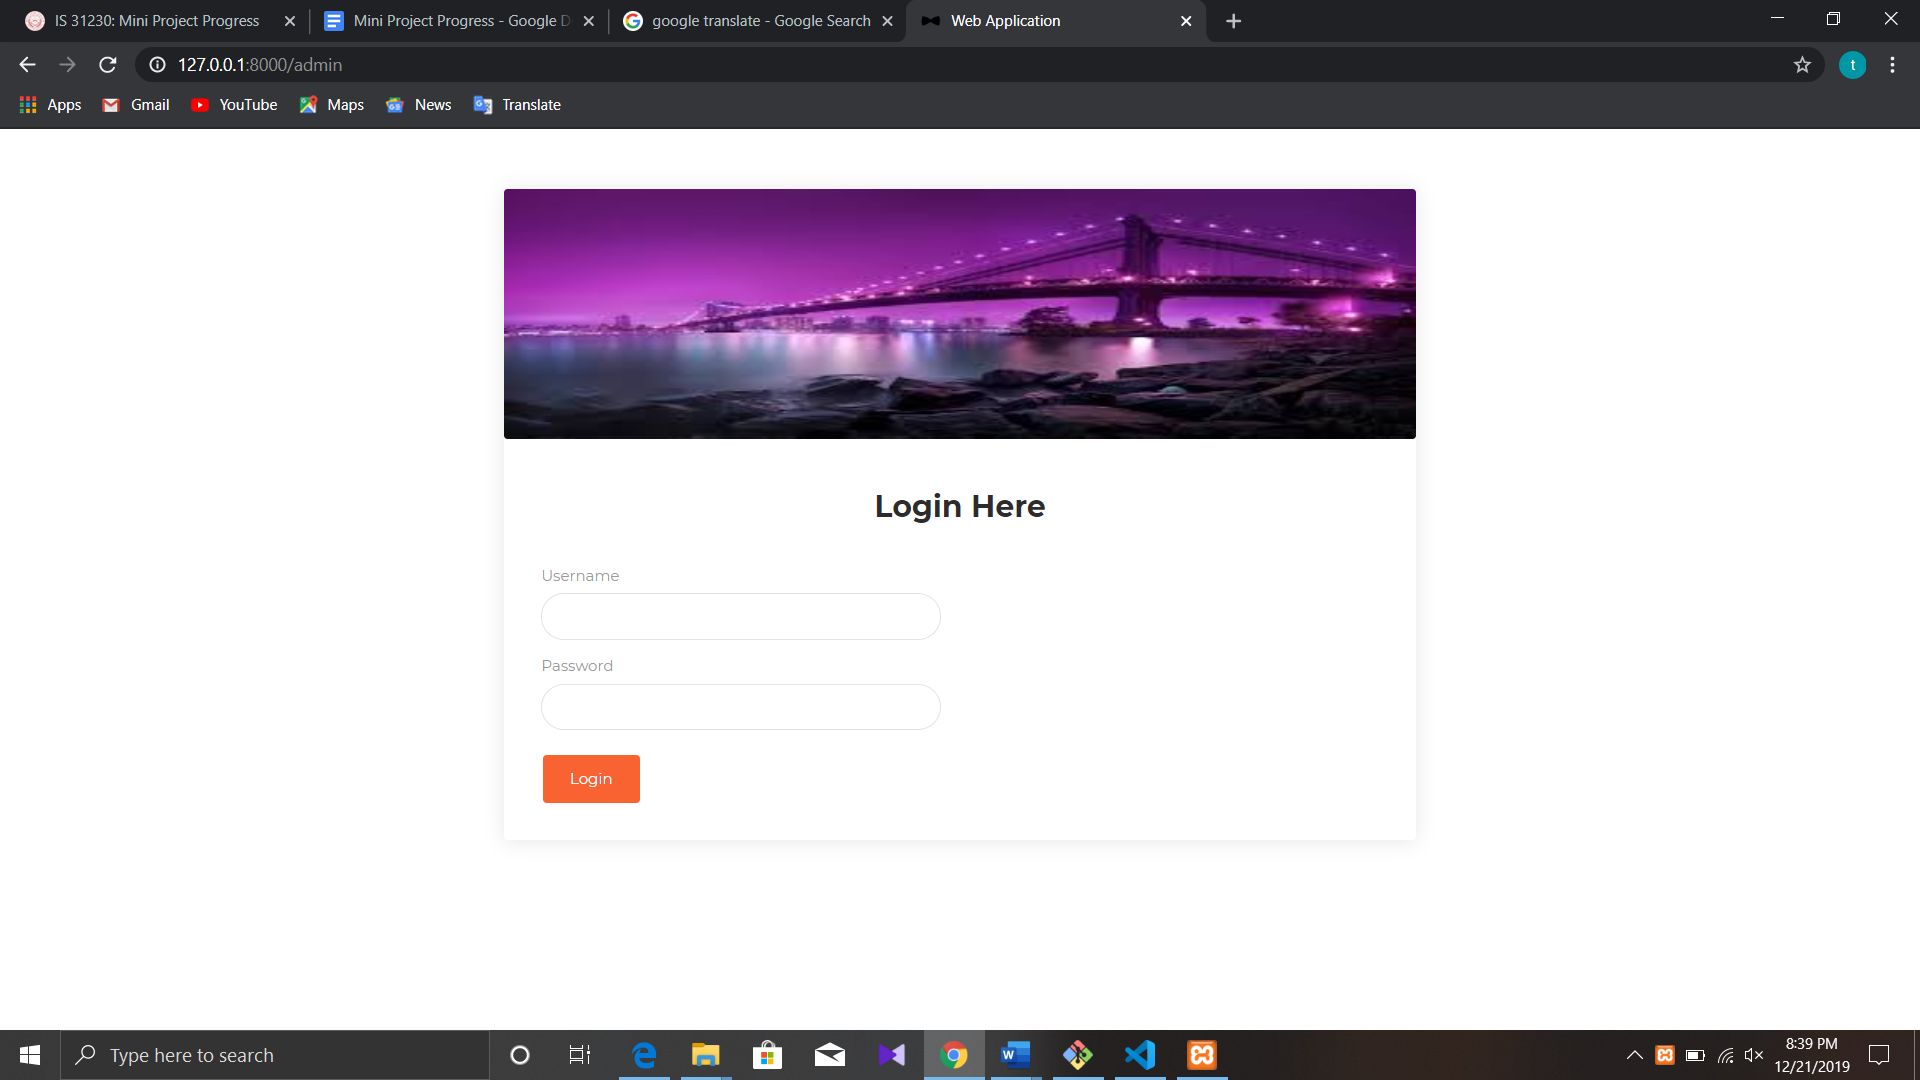 IS 31230: Mini Project Progress
Mini Project Progress - Google D
google translate - Google Search
Web Application
127.0.0.1:8000/admin
t
Apps
Gmail
YouTube
Maps
News
Translate
Login Here
Username
Password
Login
Type here to search
8:39 PM
12/21/2019